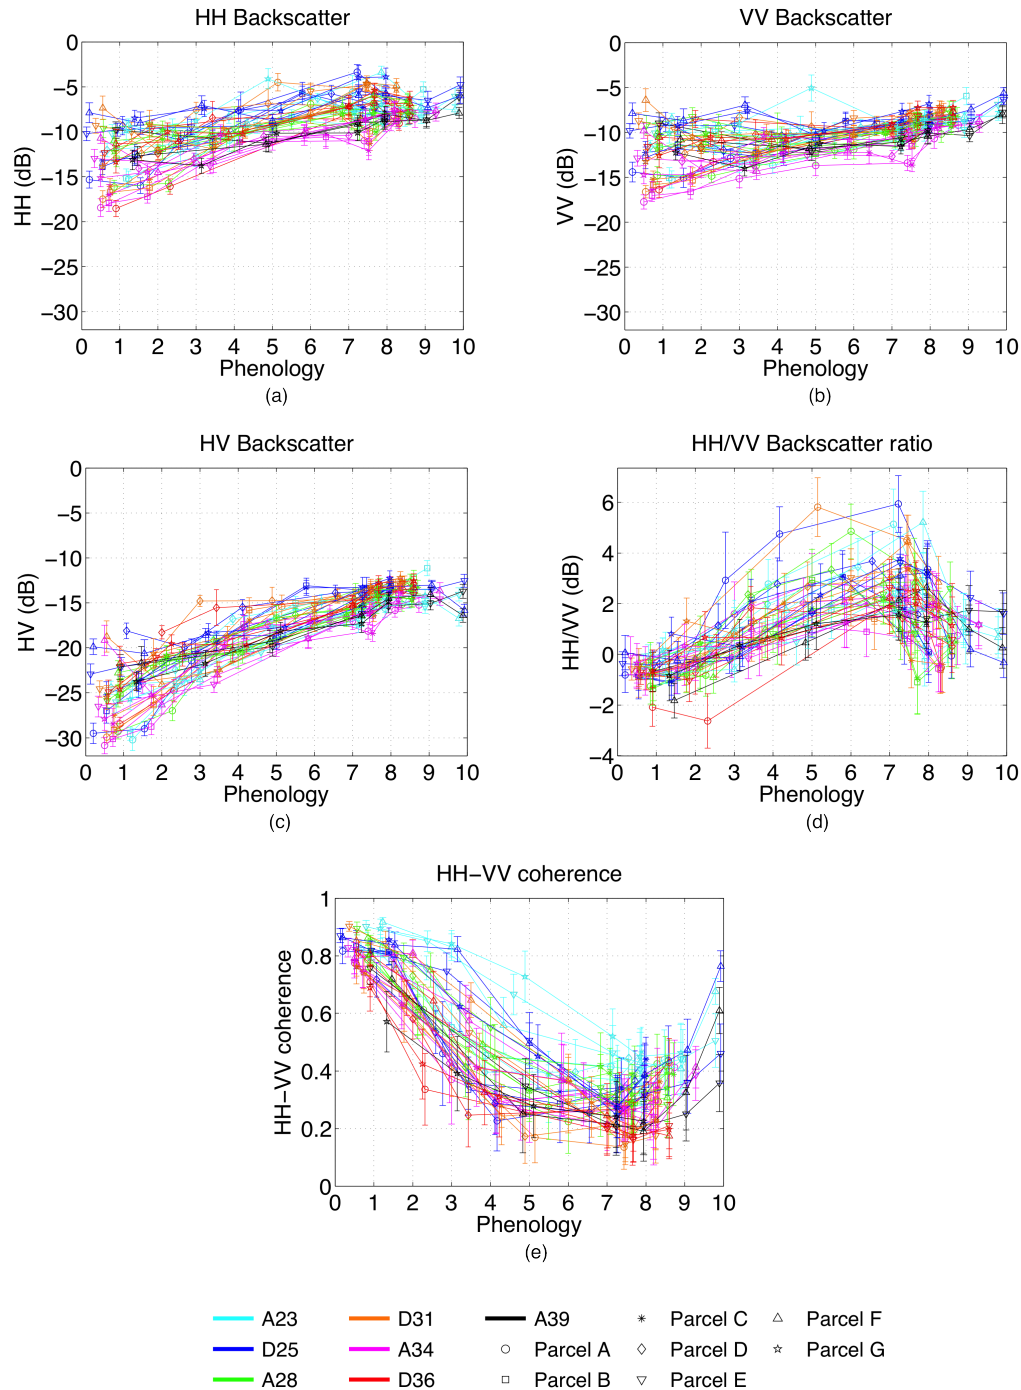 HH Backscatter
0
−5
−10
−15
−20
−25
−30
HH (dB)
0 1 2 3 4 5 6 7 8 9 10
Phenology
(a)
VV Backscatter
0
−5
−10
−15
−20
−25
−30
VV (dB)
0 1 2 3 4 5 6 7 8 9 10
Phenology
(b)
HV Backscatter
0
−5
−10
−15
−20
−25
−30
HV (dB)
0 1 2 3 4 5 6 7 8 9 10
Phenology
(c)
HH/VV Backscatter ratio
6
4
2
0
−2
−4
HH/VV (dB)
0 1 2 3 4 5 6 7 8 9 10
Phenology
(d)
HH−VV coherence
1
0.8
0.6
0.4
0.2
0
HH−VV coherence
0 1 2 3 4 5 6 7 8 9 10
Phenology
(e)
A23 D31 A39 Parcel C Parcel F
D25 A34 Parcel A Parcel D Parcel G
A28 D36 Parcel B Parcel E